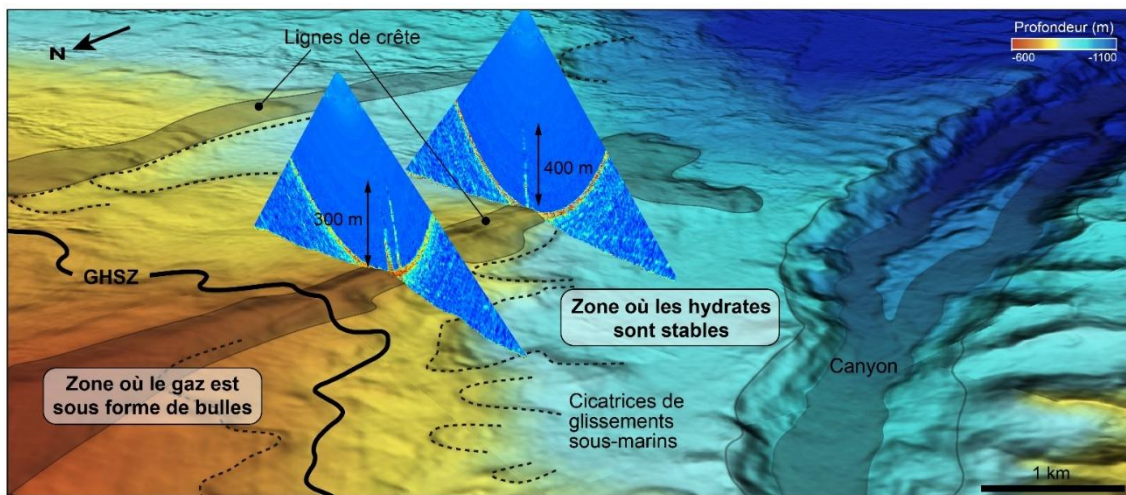 N
Lignes de crête
Profondeur (m)
-600
-1100
400 m
300 m
GHSZ
Zone où les hydrates
sont stables
Zone où le gaz est
sous forme de bulles
Canyon
Cicatrices de
glissements
sous-marins
1 km